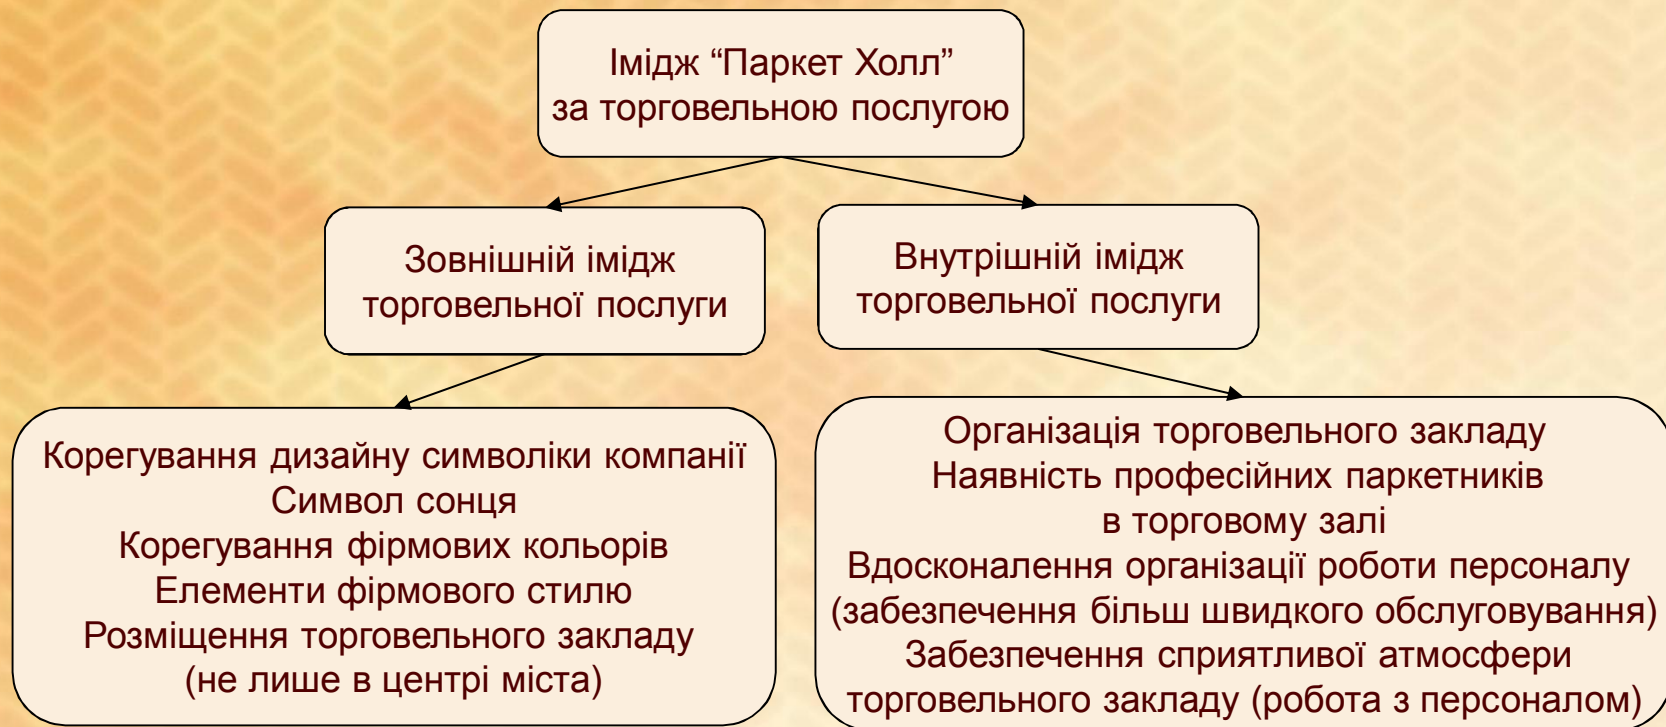 Імідж “Паркет Холл”
за торговельною послугою
Зовнішній імідж
торговельної послуги
Внутрішній імідж
торговельної послуги
Корегування дизайну символіки компанії
Символ сонця
Корегування фірмових кольорів
Елементи фірмового стилю
Розміщення торговельного закладу
(не лише в центрі міста)
Організація торговельного закладу
Наявність професійних паркетників
в торговому залі
Вдосконалення організації роботи персоналу
(забезпечення більш швидкого обслуговування)
Забезпечення сприятливої атмосфери
торговельного закладу (робота з персоналом)